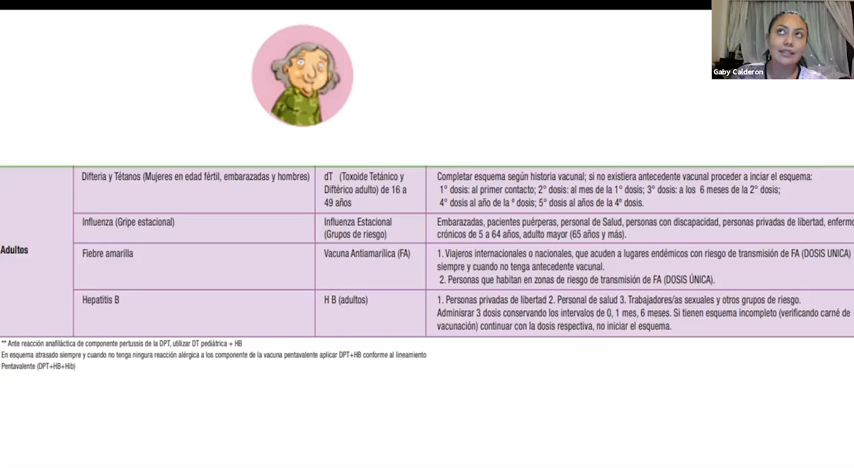 Gaby Calderon
Adultos
Difteria y Tétanos (Mujeres en edad fértil, embarazadas y hombres)
dT (Toxoide Tetánico y
Diftérico adulto) de 16 a
49 años
Completar esquema según historia vacunal; si no existiera antecedente vacunal proceder a inciar el esquema:
1° dosis: al primer contacto; 2° dosis: al mes de la 1° dosis; 3° dosis: a los 6 meses de la 2° dosis;
4° dosis al año de la ª dosis; 5° dosis al años de la 4ª dosis.
Influenza (Gripe estacional)
Influenza Estacional
(Grupos de riesgo)
Embarazadas, pacientes puérperas, personal de Salud, personas con discapacidad, personas privadas de libertad, enfermo
crónicos de 5 a 64 años, adulto mayor (65 años y más).
Fiebre amarilla
Vacuna Antiamarílica (FA)
1. Viajeros internacionales o nacionales, que acuden a lugares endémicos con riesgo de transmisión de FA (DOSIS UNICA)
siempre y cuando no tenga antecedente vacunal.
2. Personas que habitan en zonas de riesgo de transmisión de FA (DOSIS ÚNICA).
Hepatitis B
H B (adultos)
1. Personas privadas de libertad 2. Personal de salud 3. Trabajadores/as sexuales y otros grupos de riesgo.
Adminisrar 3 dosis conservando los intervalos de 0, 1 mes, 6 meses. Si tienen esquema incompleto (verificando carné de
vacunación) continuar con la dosis respectiva, no iniciar el esquema.
** Ante reacción anafiláctica de componente pertussis de la DPT, utilizar DT pediátrica + HB
En esquema atrasado siempre y cuando no tenga ninguna reacción alérgica a los componente de la vacuna pentavalente aplicar DPT+HB conforme al lineamiento
Pentavalente (DPT+HB+Hib)